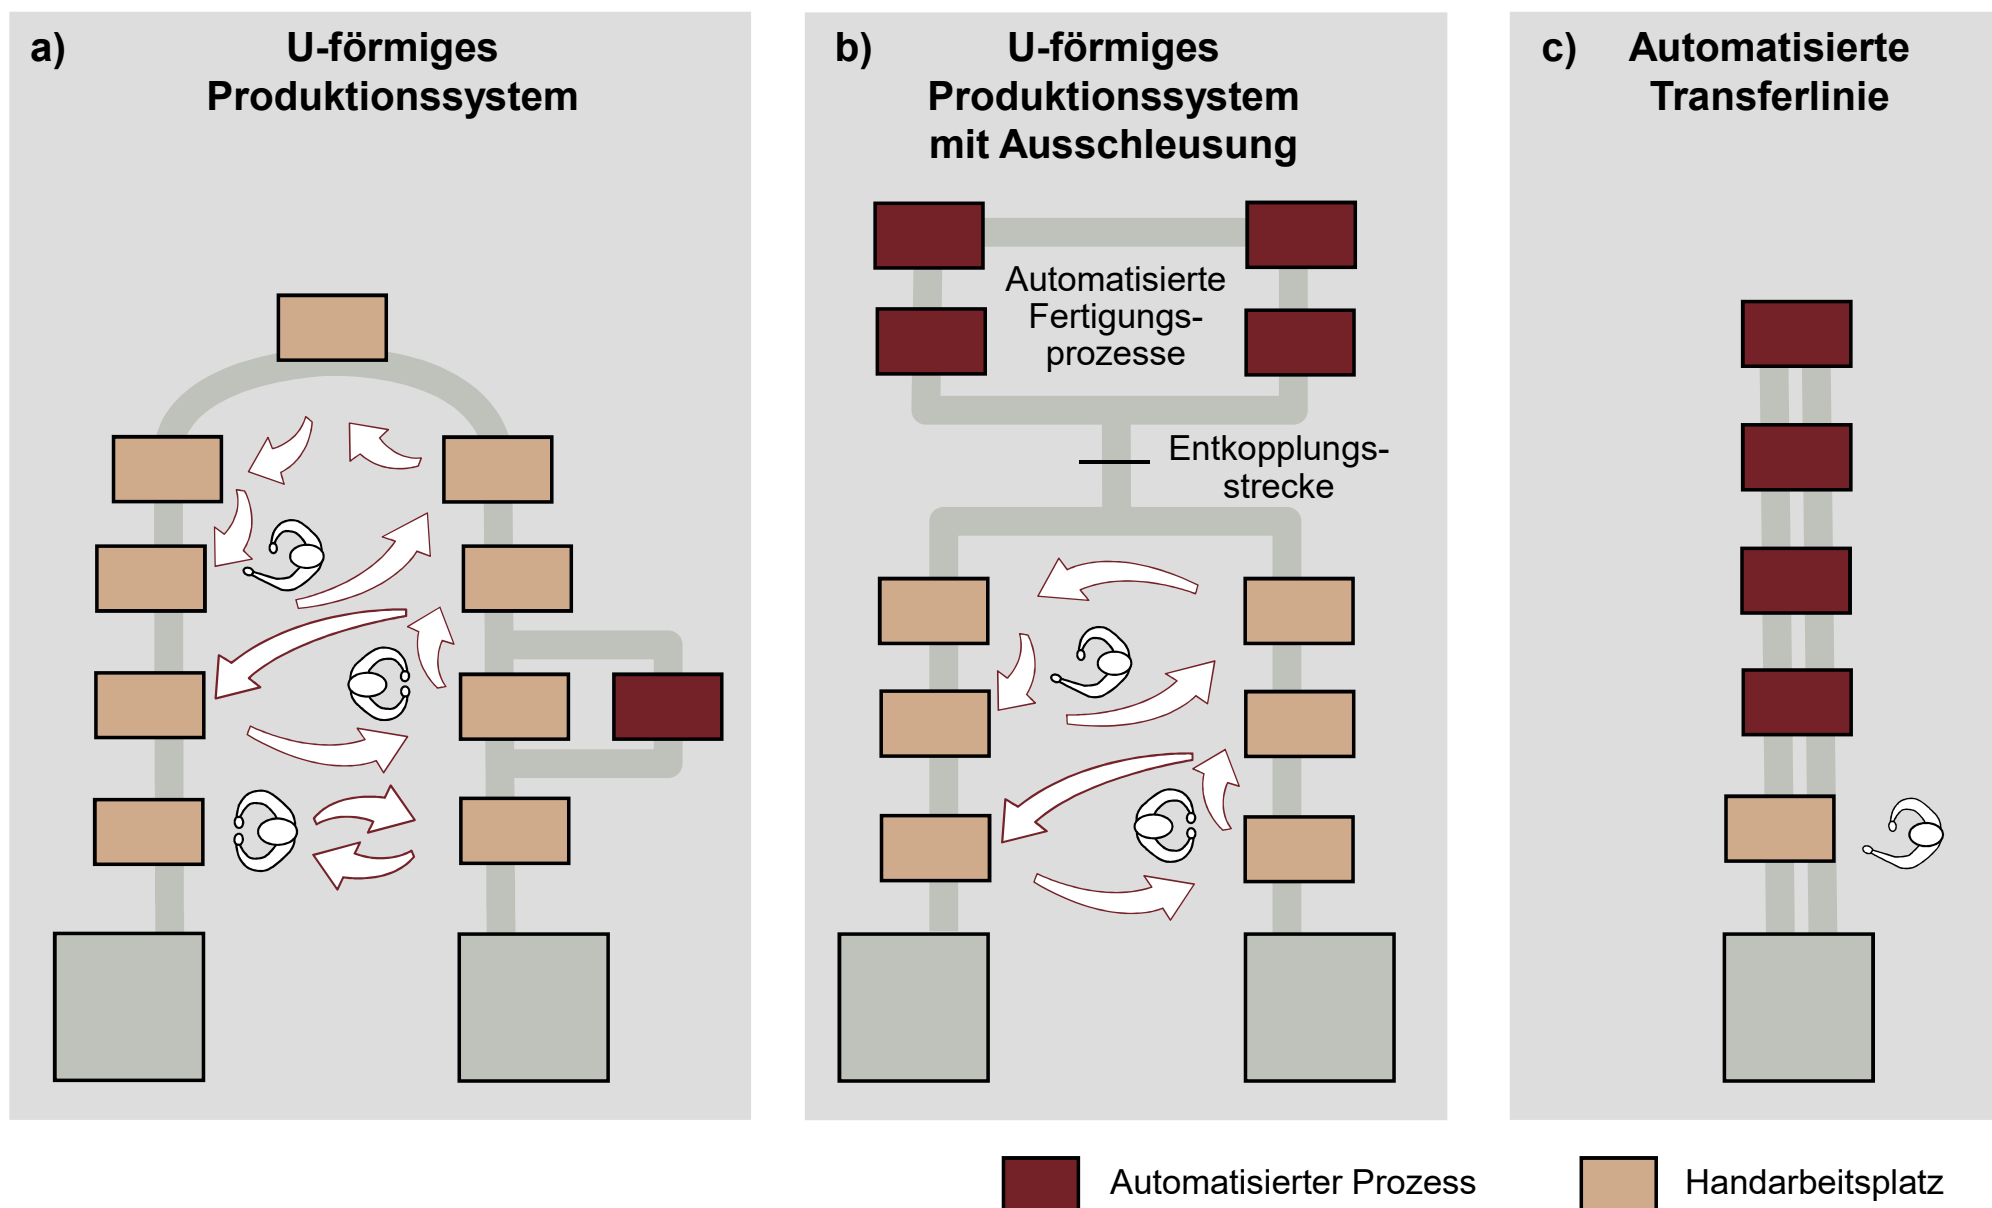 a)
U-förmiges
Produktionssystem
b)
U-förmiges
Produktionssystem
mit Ausschleusung
Automatisierte
Fertigungs-
prozesse
Entkopplungs-
strecke
c)
Automatisierte
Transferlinie
Automatisierter Prozess
Handarbeitsplatz